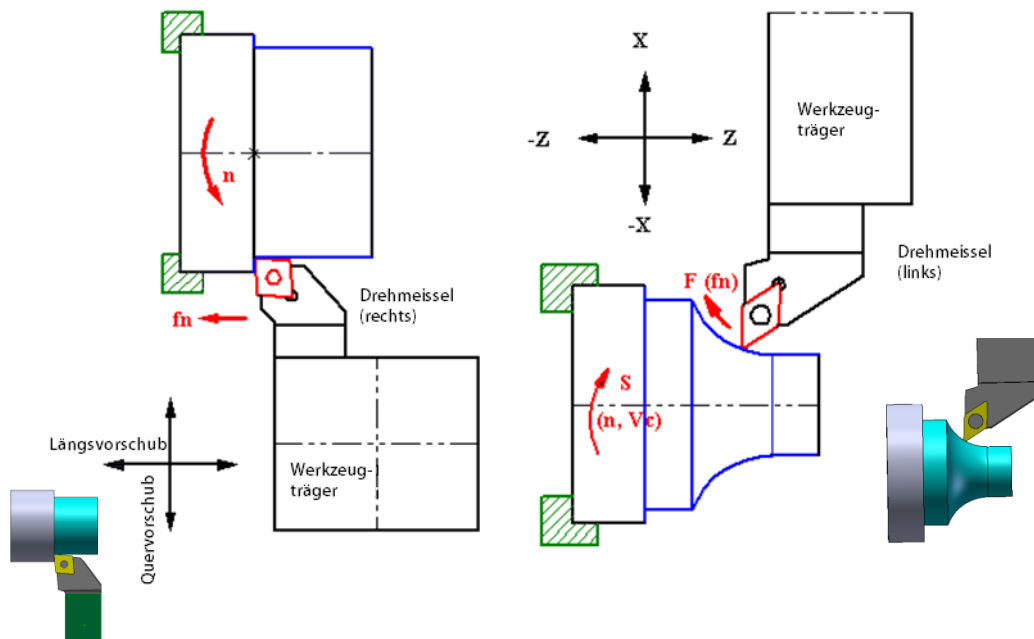 n
Drehmeissel
(rechts)
fn
Längsvorschub
Quervorschub
Werkzeug-
träger
X
-Z
Z
-X
Werkzeug-
träger
Drehmeissel
(links)
F (fn)
S
(n, Vc)